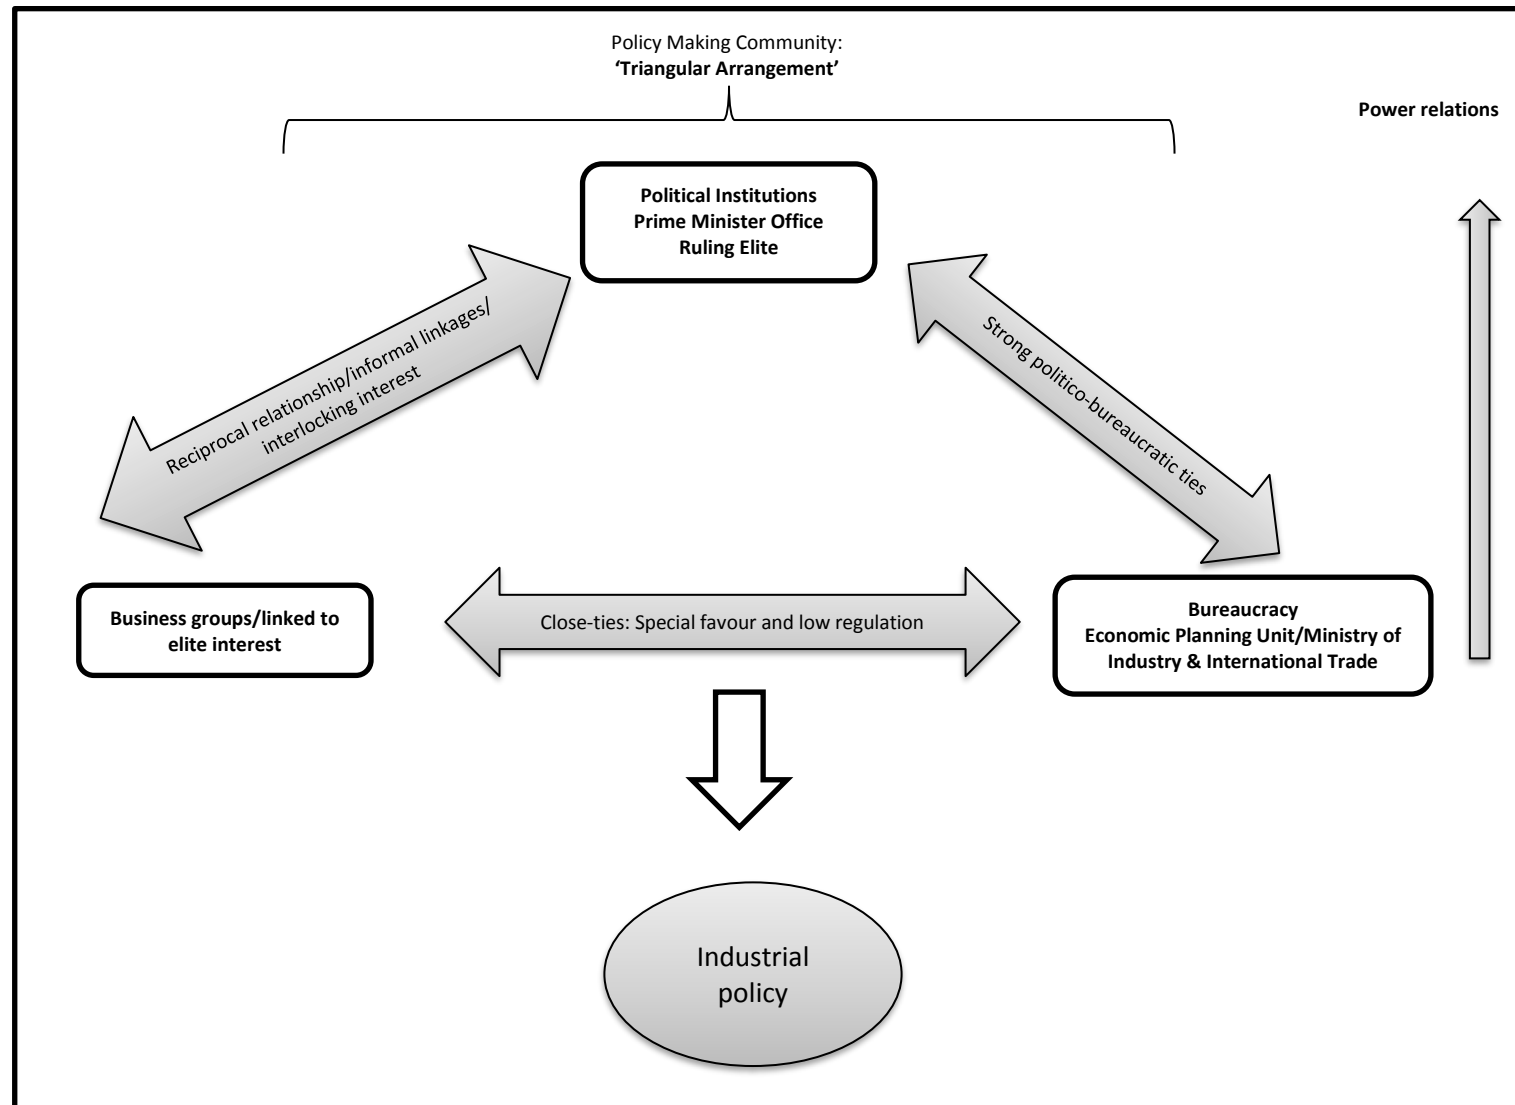 Policy Making Community:
‘Triangular Arrangement’
Power relations
Political Institutions
Prime Minister Office
Ruling Elite
Reciprocal relationship/informal linkages/
interlocking interest
Strong politico-bureaucratic ties
Business groups/linked to
elite interest
Close-ties: Special favour and low regulation
Bureaucracy
Economic Planning Unit/Ministry of
Industry & International Trade
Industrial
policy